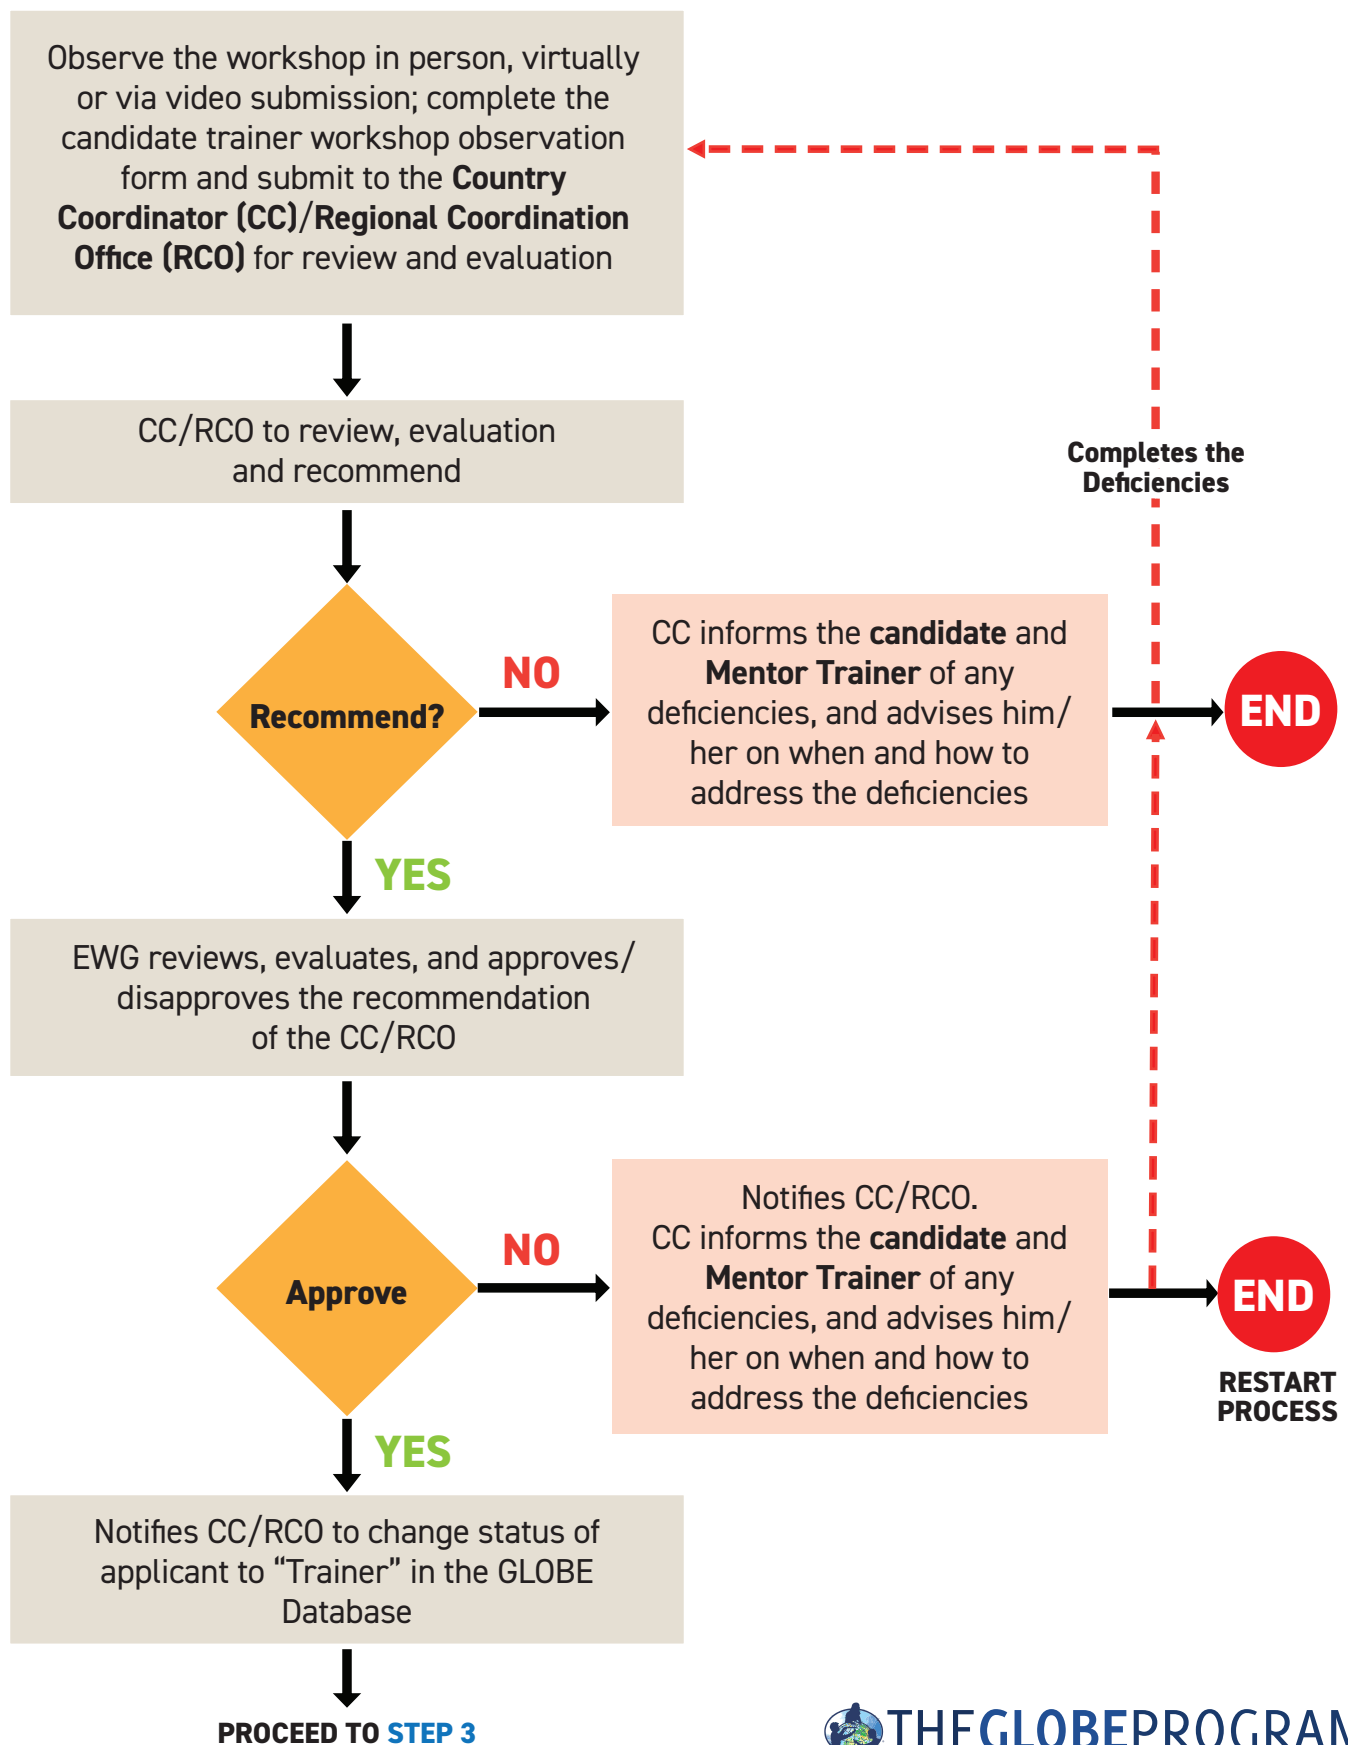 Observe the workshop in person, virtually
or via video submission; complete the
candidate trainer workshop observation
form and submit to the Country
Coordinator (CC)/Regional Coordination
Office (RCO) for review and evaluation
CC/RCO to review, evaluation
and recommend
Completes the
Deficiencies
Recommend?
NO
CC informs the candidate and
Mentor Trainer of any
deficiencies, and advises him/
her on when and how to
address the deficiencies
END
YES
EWG reviews, evaluates, and approves/
disapproves the recommendation
of the CC/RCO
Approve
NO
Notifies CC/RCO.
CC informs the candidate and
Mentor Trainer of any
deficiencies, and advises him/
her on when and how to
address the deficiencies
END
RESTART
PROCESS
YES
Notifies CC/RCO to change status of
applicant to “Trainer” in the GLOBE
Database
PROCEED TO STEP 3
THEGLOBEPROGRAM